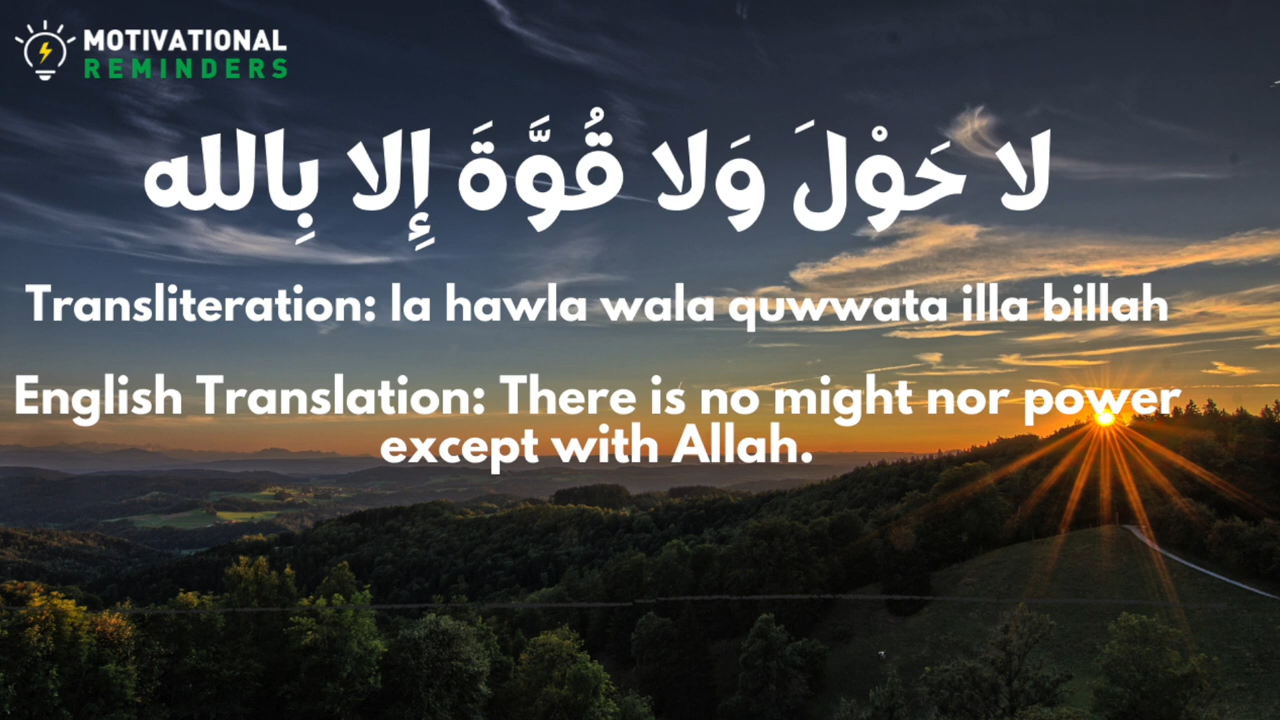 MOTIVATIONAL
REMINDERS
لا حَوْلَ وَلا قُوَّةَ إِلا بِالله
Transliteration: la hawla wala quwwata illa billah
English Translation: There is no might nor power
except with Allah.